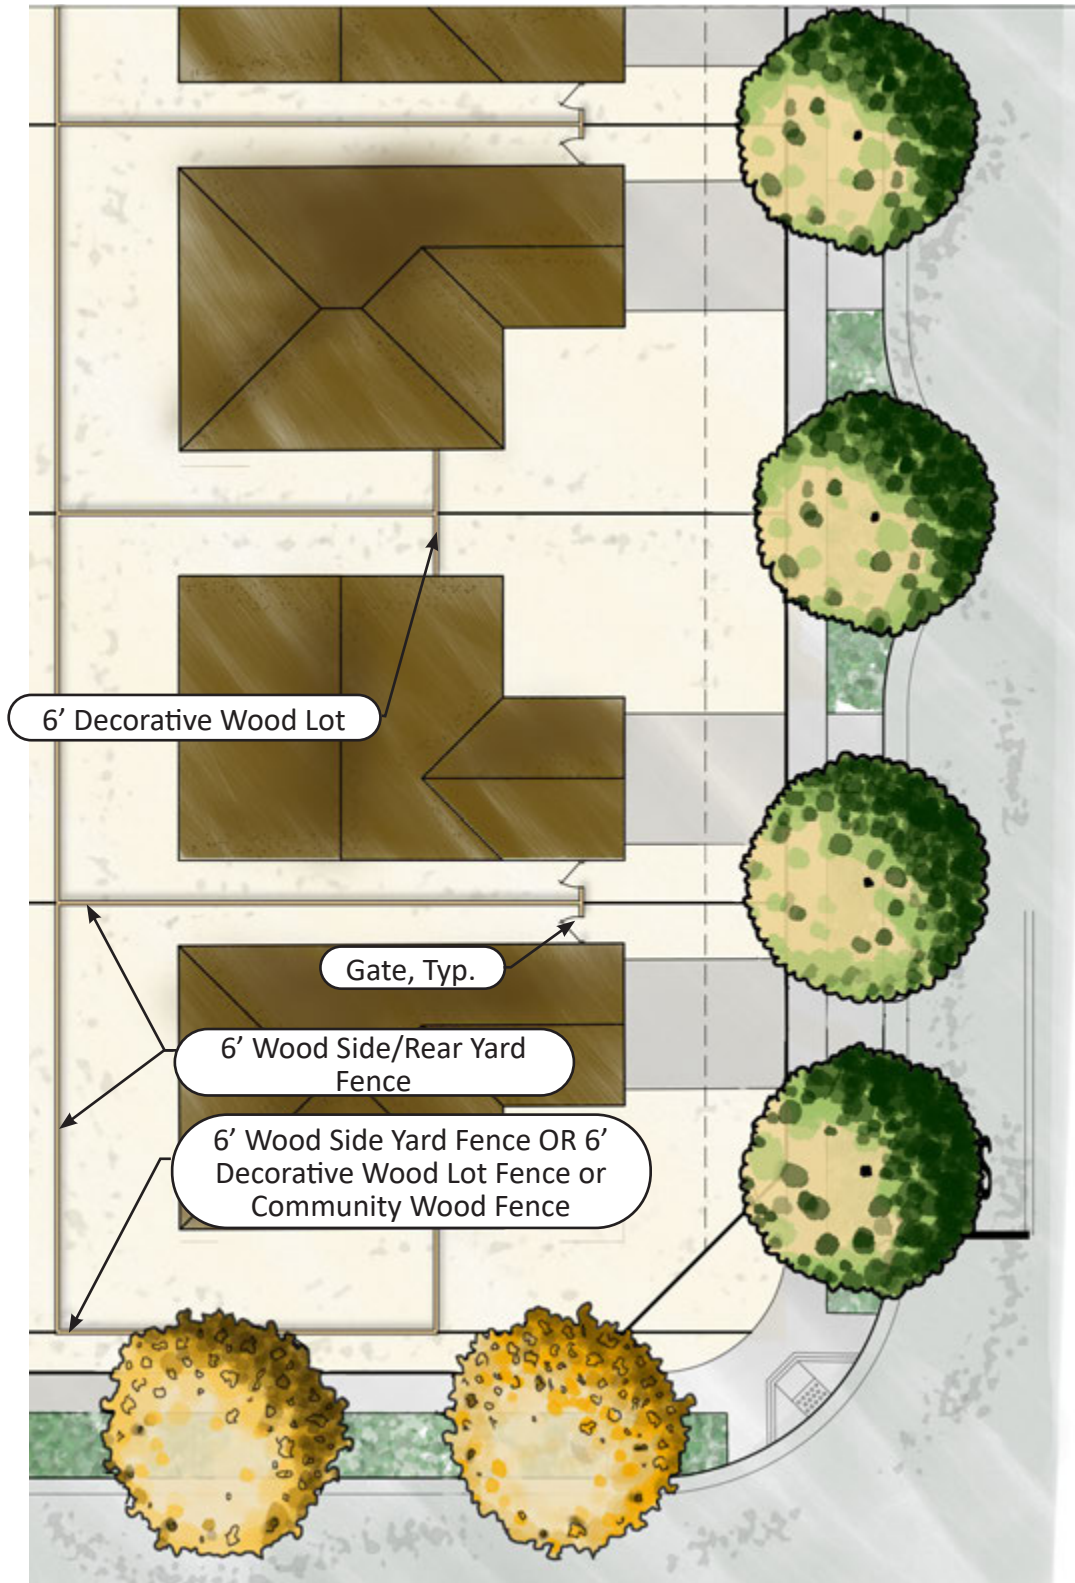 6’ Decorative Wood Lot
Gate, Typ.
6’ Wood Side/Rear Yard
Fence
6’ Wood Side Yard Fence OR 6’
Decorative Wood Lot Fence or
Community Wood Fence